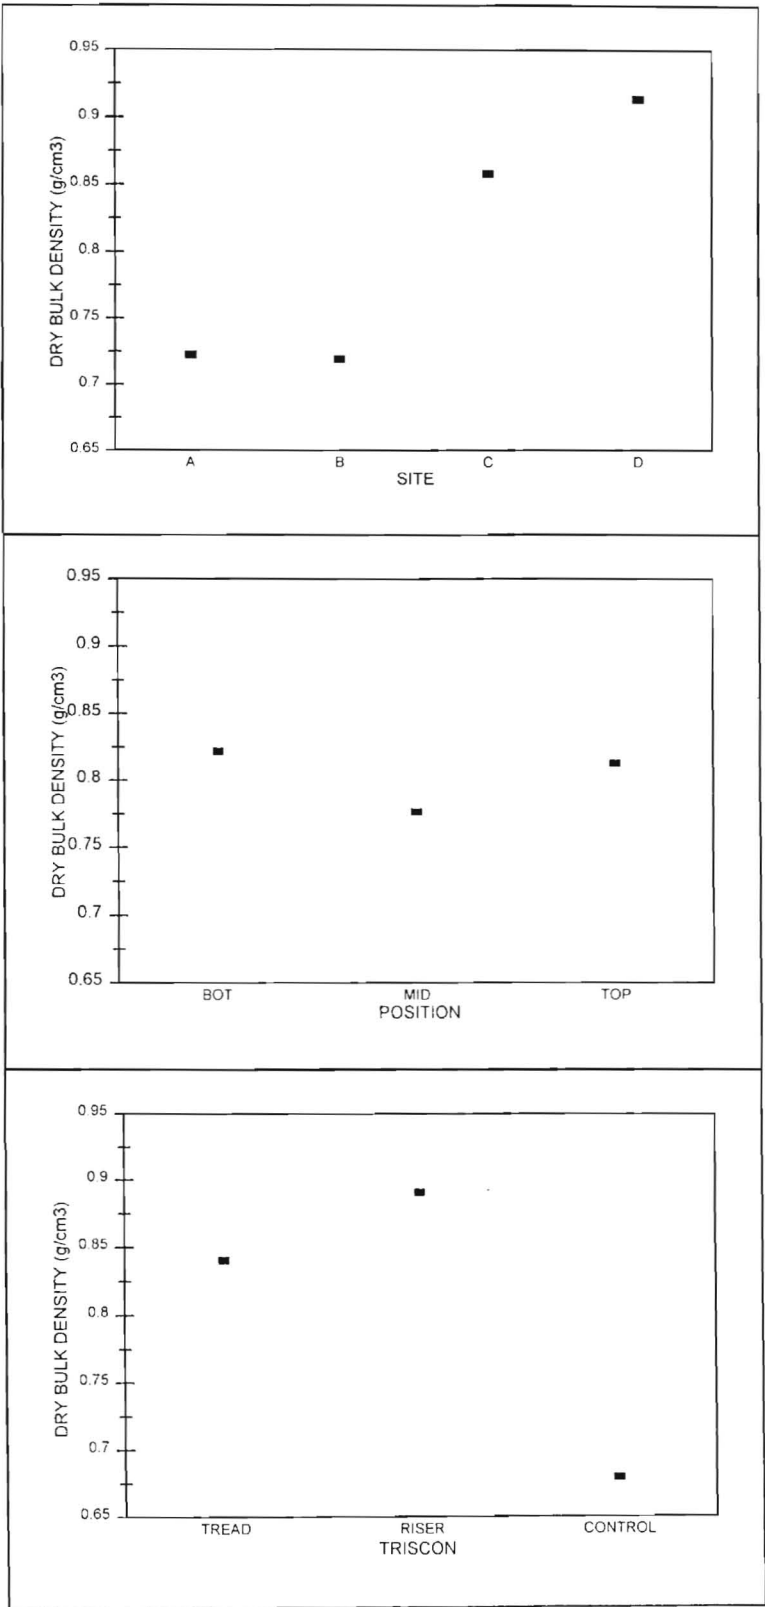 0.95
0.9
0.85
0.8
0.75
0.7
0.65
DRY BULK DENSITY (g/cm3)
A B C D
SITE
0.95
0.9
0.85
0.8
0.75
0.7
0.65
DRY BULK DENSITY (g/cm3)
BOT MID TOP
POSITION
0.95
0.9
0.85
0.8
0.75
0.7
0.65
DRY BULK DENSITY (g/cm3)
TREAD RISER CONTROL
TRISCON